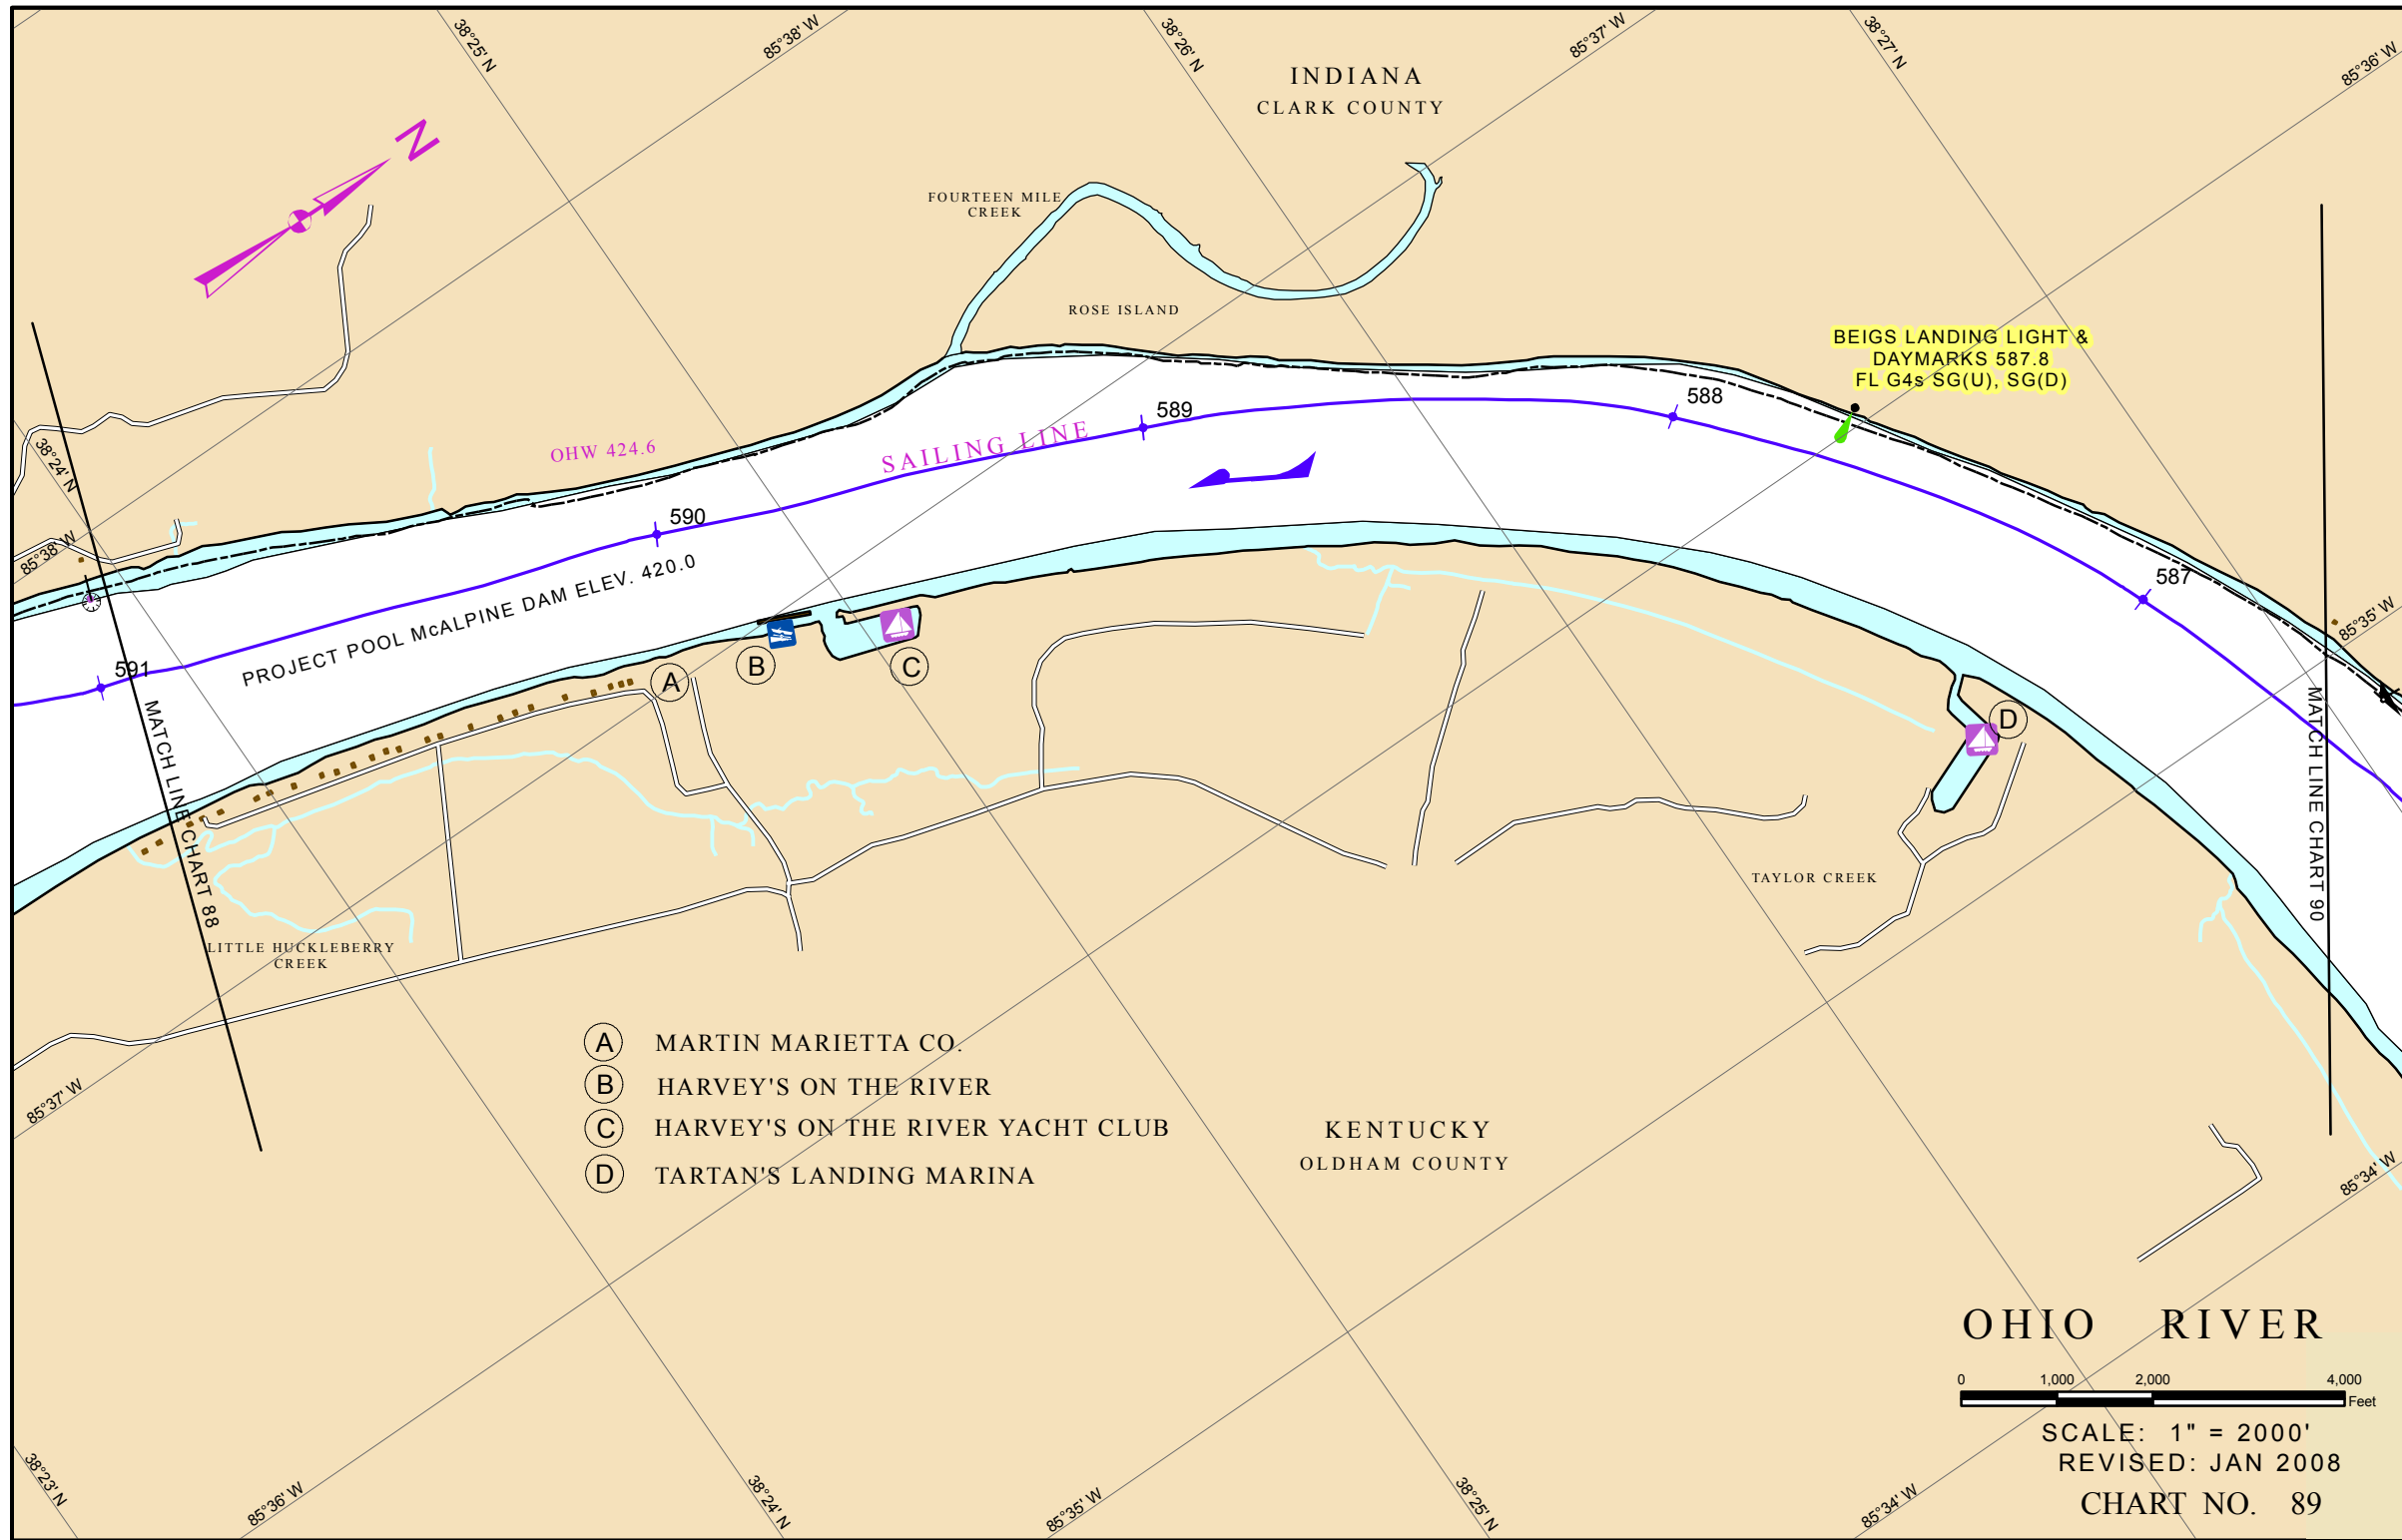 38°25' N
85°38' W
38°26' N
85°37' W
38°27' N
85°36' W
INDIANA
CLARK COUNTY
N
FOURTEEN MILE
CREEK
ROSE ISLAND
BEIGS LANDING LIGHT &
DAYMARKS 587.8
FL G4s SG(U), SG(D)
588
589
SAILING LINE
OHW 424.6
38°24' N
590
85°38' W
587
PROJECT POOL McALPINE DAM ELEV. 420.0
85°35' W
591
B
C
A
D
MATCH LINE CHART 88
MATCH LINE CHART 90
TAYLOR CREEK
LITTLE HUCKLEBERRY
CREEK
A MARTIN MARIETTA CO.
B HARVEY'S ON THE RIVER
C HARVEY'S ON THE RIVER YACHT CLUB
D TARTAN'S LANDING MARINA
85°37' W
KENTUCKY
OLDHAM COUNTY
85°34' W
OHIO RIVER
0 1,000 2,000 4,000
Feet
SCALE: 1" = 2000'
REVISED: JAN 2008
CHART NO. 89
38°23' N
85°36' W
38°24' N
85°35' W
38°25' N
85°34' W